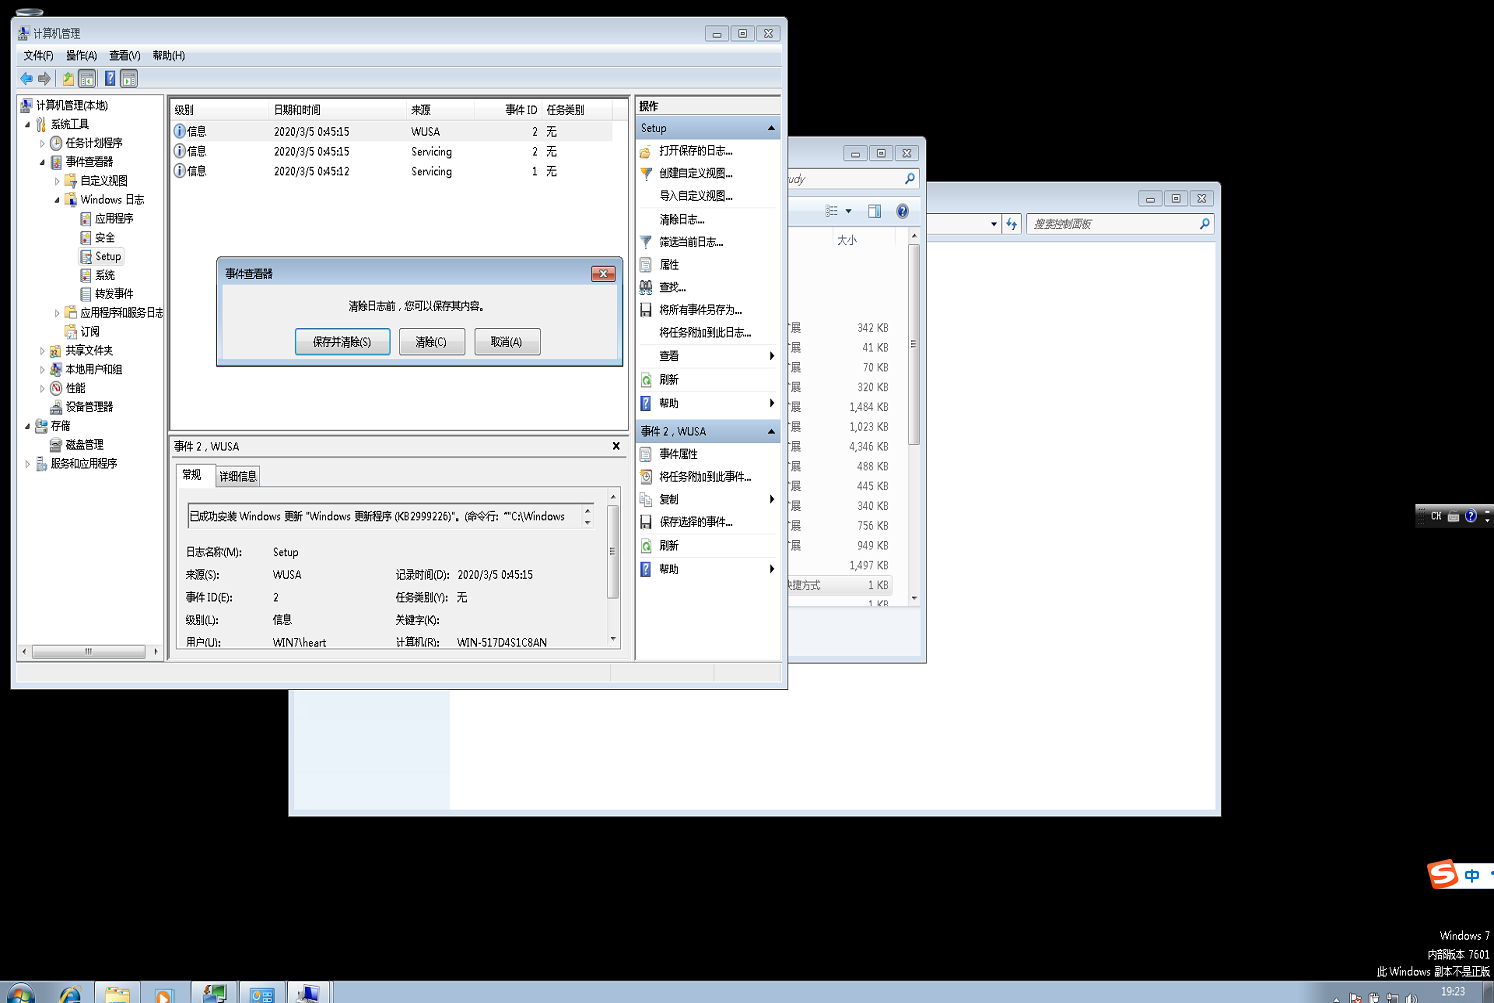 计算机管理
文件(F) 操作(A) 查看(V) 帮助(H)
计算机管理(本地)
系统工具
任务计划程序
事件查看器
自定义视图
Windows 日志
应用程序
安全
Setup
系统
转发事件
应用程序和服务日志
订阅
共享文件夹
本地用户和组
性能
设备管理器
存储
磁盘管理
服务和应用程序
级别 日期和时间 来源 事件 ID 任务类别
信息 2020/3/5 0:45:15 WUSA 2 无
信息 2020/3/5 0:45:15 Servicing 2 无
信息 2020/3/5 0:45:12 Servicing 1 无
事件查看器
清除日志前，您可以保存其内容。
保存并清除(S) 清除(C) 取消(A)
事件 2，WUSA
常规 详细信息
已成功安装 Windows 更新 "Windows 更新程序 (KB2999226)"。(命令行: ""C:\Windows
日志名称(M): Setup
来源(S): WUSA 记录时间(D): 2020/3/5 0:45:15
事件 ID(E): 2 任务类别(Y): 无
级别(L): 信息 关键字(K):
用户(U): WIN7\heart 计算机(R): WIN-517D4S1C8AN
操作
Setup
打开保存的日志...
创建自定义视图...
导入自定义视图...
清除日志...
筛选当前日志...
属性
查找...
将所有事件另存为...
将任务附加到此日志...
查看
刷新
帮助
事件 2，WUSA
事件属性
将任务附加到此事件...
复制
保存选择的事件...
刷新
帮助
udy
大小
展 342 KB
展 41 KB
展 70 KB
展 320 KB
展 1,484 KB
展 1,023 KB
展 4,346 KB
展 488 KB
展 445 KB
展 340 KB
展 756 KB
展 949 KB
1,497 KB
快捷方式 1 KB
1 KB
搜索控制面板
CH
中
Windows 7
内部版本 7601
此 Windows 副本不是正版
19:23